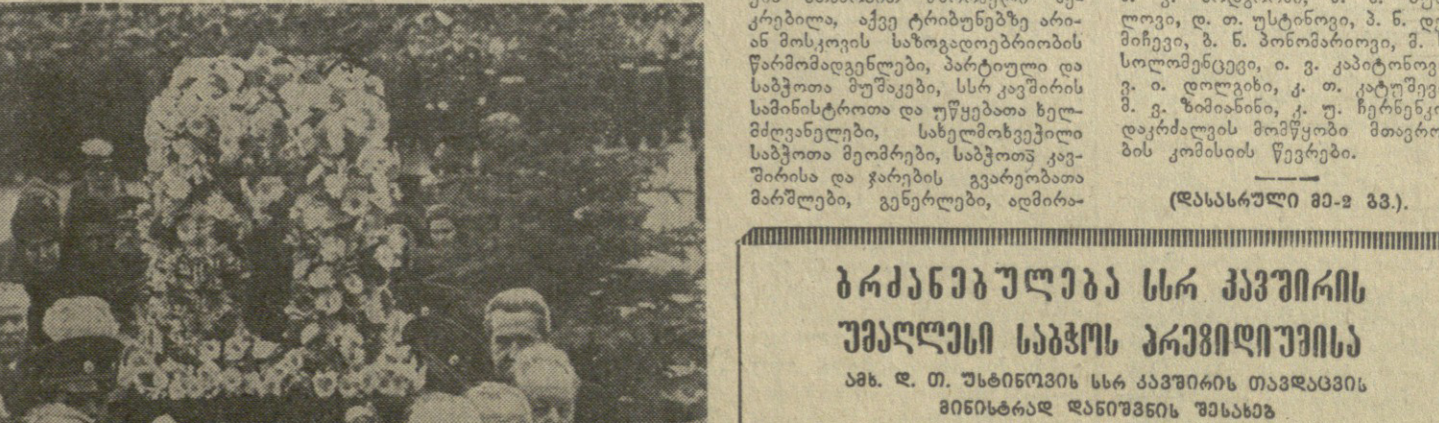 კრებილა, აქვე ტრიბუნებზე არი-
ან მოსკოვის საზოგადოებრიობის
წარმომადგენლები, პარტიული და
საბჭოთა მუშაკები, სსრ კავშირის
სამინისტროთა და უწყებათა ხელ-
მძღვანელები, სახელმოხვეჭილი
საბჭოთა მეომრები, საბჭოთა კავ-
შირისა და ჯარების გვარეობათა
მარშლები, გენერლები, ადმირა-
ლოვი, დ. თ. უსტინოვი, პ. ნ. დე
მიჩევი, ბ. ნ. პონომარიოვი, მ.
სოლომენცევი, ი. ვ. კაპიტონოვ
ვ. ი. დოლგიხი, კ. თ. კატუშევ
მ. ვ. ზიმიანინი, კ. უ. ჩერნენკო
დაკრძალვის მომწყობი მთავრო
ბის კომისიის წევრები.
(დასასრული მე-2 გვ.).
ბრძანებულება სსრ კავშირის
უმაღლესი საბჭოს პრეზიდიუმისა
ამხ. დ. თ. უსტინოვის სსრ კავშირის თავდაცვის
მინისტრად დანიშვნის შესახებ